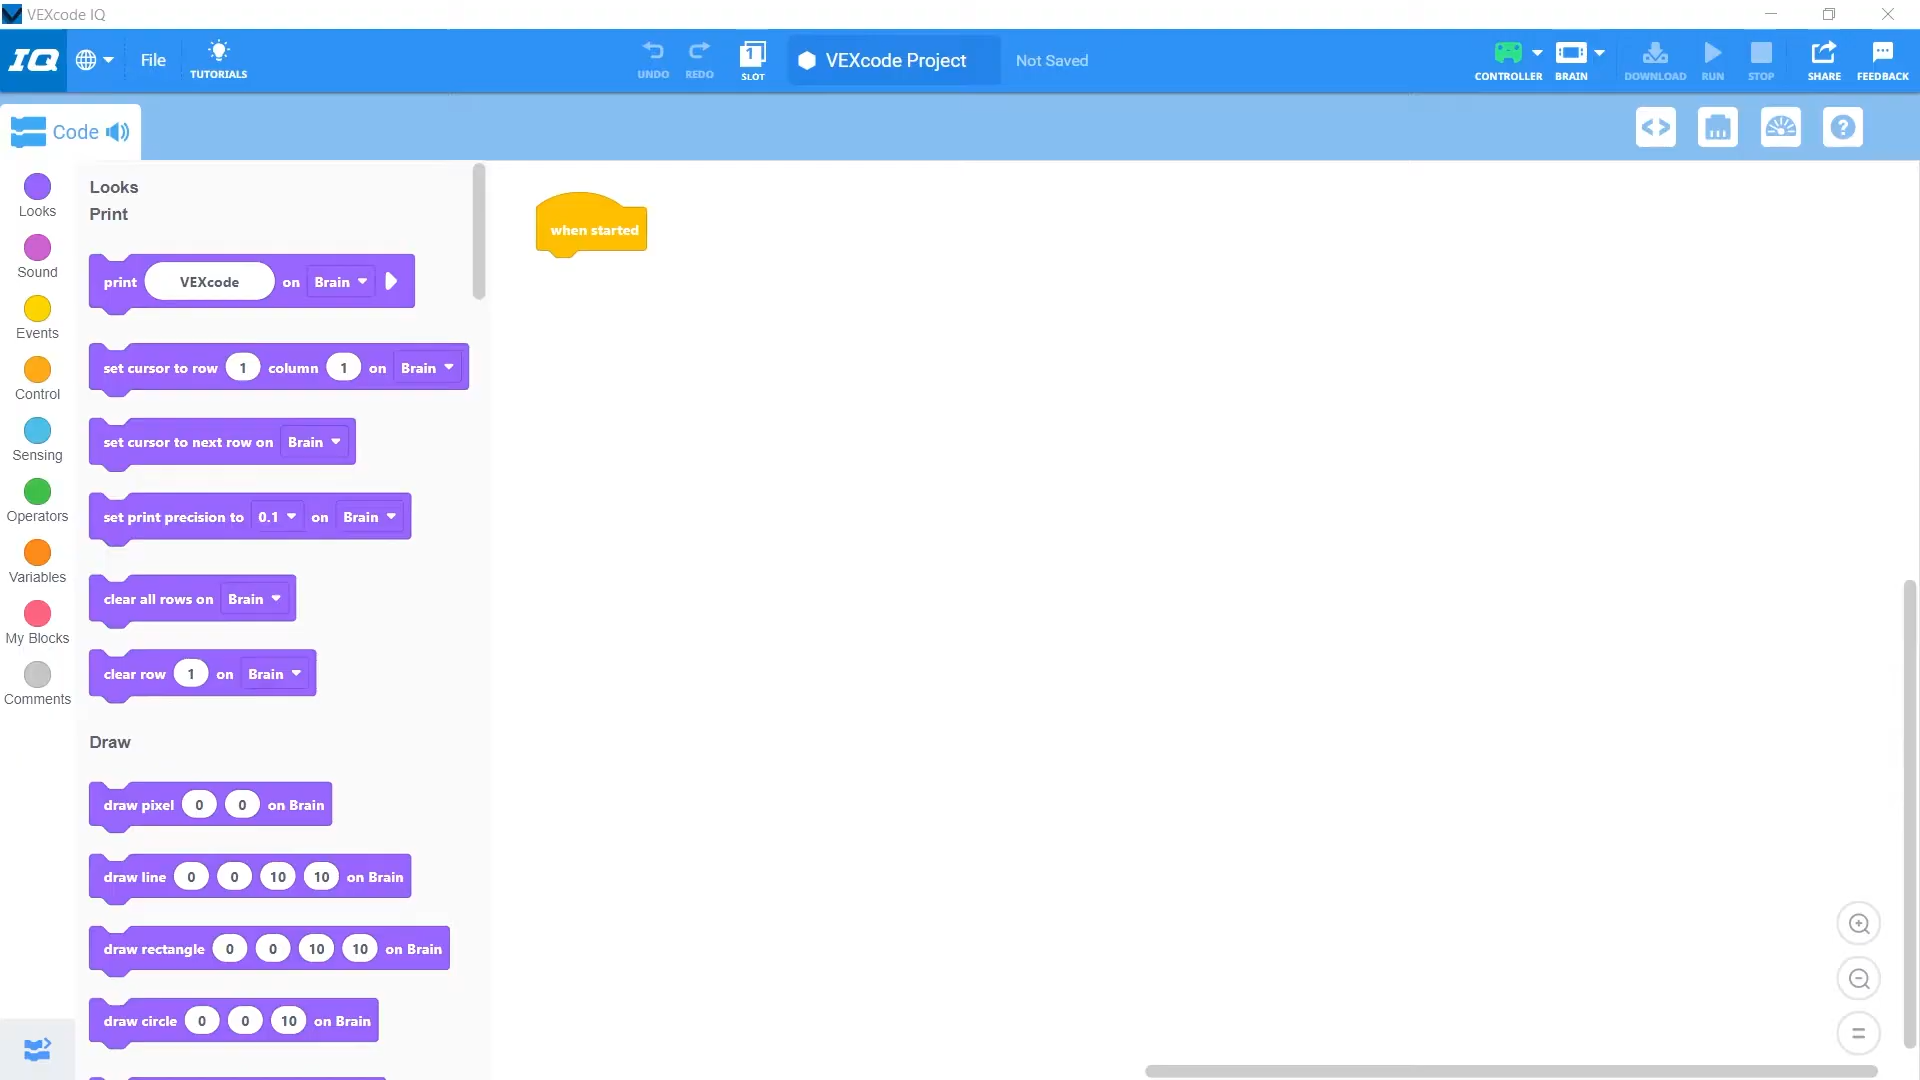 VEXcode IQ
IQ
File
TUTORIALS
UNDO
REDO
1
SLOT
VEXcode Project
Not Saved
CONTROLLER
BRAIN
DOWNLOAD
RUN
STOP
SHARE
FEEDBACK
Code
<>
?
Looks
Sound
Events
Control
Sensing
Operators
Variables
My Blocks
Comments
Looks
Print
print VEXcode on Brain
set cursor to row 1 column 1 on Brain
set cursor to next row on Brain
set print precision to 0.1 on Brain
clear all rows on Brain
clear row 1 on Brain
Draw
draw pixel 0 0 on Brain
draw line 0 0 10 10 on Brain
draw rectangle 0 0 10 10 on Brain
draw circle 0 0 10 on Brain
when started